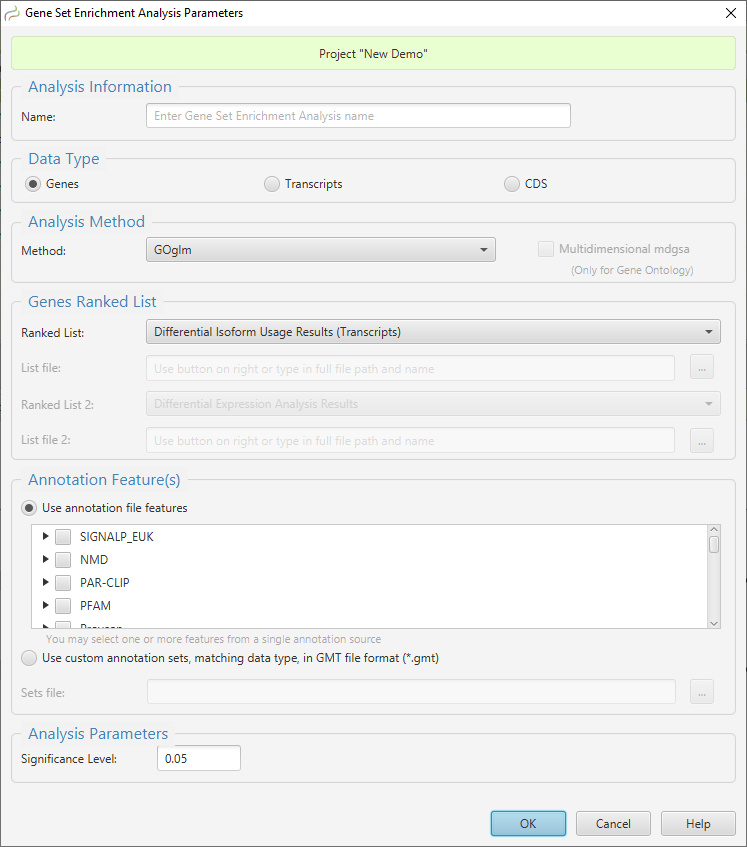 Gene Set Enrichment Analysis Parameters
Project "New Demo"
Analysis Information
Name: Enter Gene Set Enrichment Analysis name
Data Type
Genes Transcripts CDS
Analysis Method
Method: GOglm Multidimensional mdgsa
(Only for Gene Ontology)
Genes Ranked List
Ranked List: Differential Isoform Usage Results (Transcripts)
List file: Use button on right or type in full file path and name ...
Ranked List 2: Differential Expression Analysis Results
List file 2: Use button on right or type in full file path and name ...
Annotation Feature(s)
Use annotation file features
SIGNALP_EUK
NMD
PAR-CLIP
PFAM
You may select one or more features from a single annotation source
Use custom annotation sets, matching data type, in GMT file format (*.gmt)
Sets file: ...
Analysis Parameters
Significance Level: 0.05
OK Cancel Help